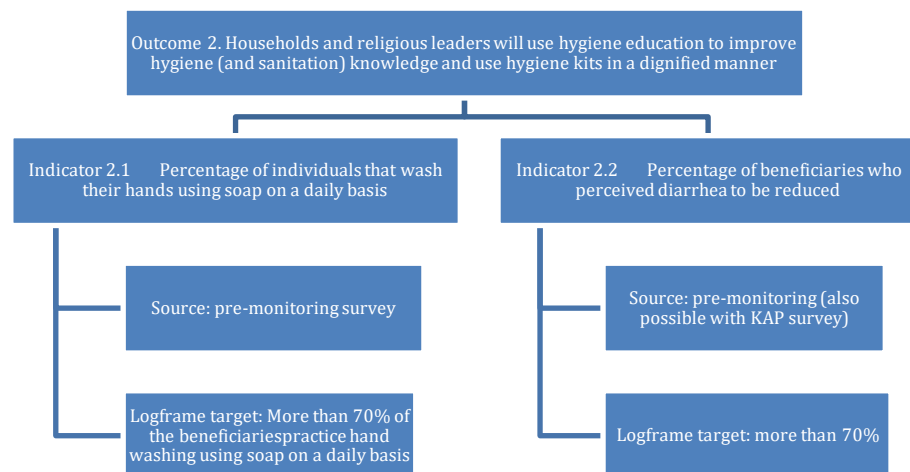 Outcome 2. Households and religious leaders will use hygiene education to improve
hygiene (and sanitation) knowledge and use hygiene kits in a dignified manner
Indicator 2.1 Percentage of individuals that wash
their hands using soap on a daily basis
Source: pre-monitoring survey
Logframe target: More than 70% of
the beneficiariespractice hand
washing using soap on a daily basis
Indicator 2.2 Percentage of beneficiaries who
perceived diarrhea to be reduced
Source: pre-monitoring (also
possible with KAP survey)
Logframe target: more than 70%